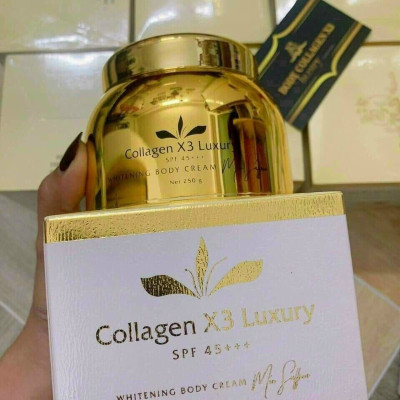 BODY COLLAGEN X3
Luxury
Collagen X3 Luxury
SPF 45+++
WHITENING BODY CREAM
Net 250 g
Collagen X3 Luxury
SPF 45+++
WHITENING BODY CREAM